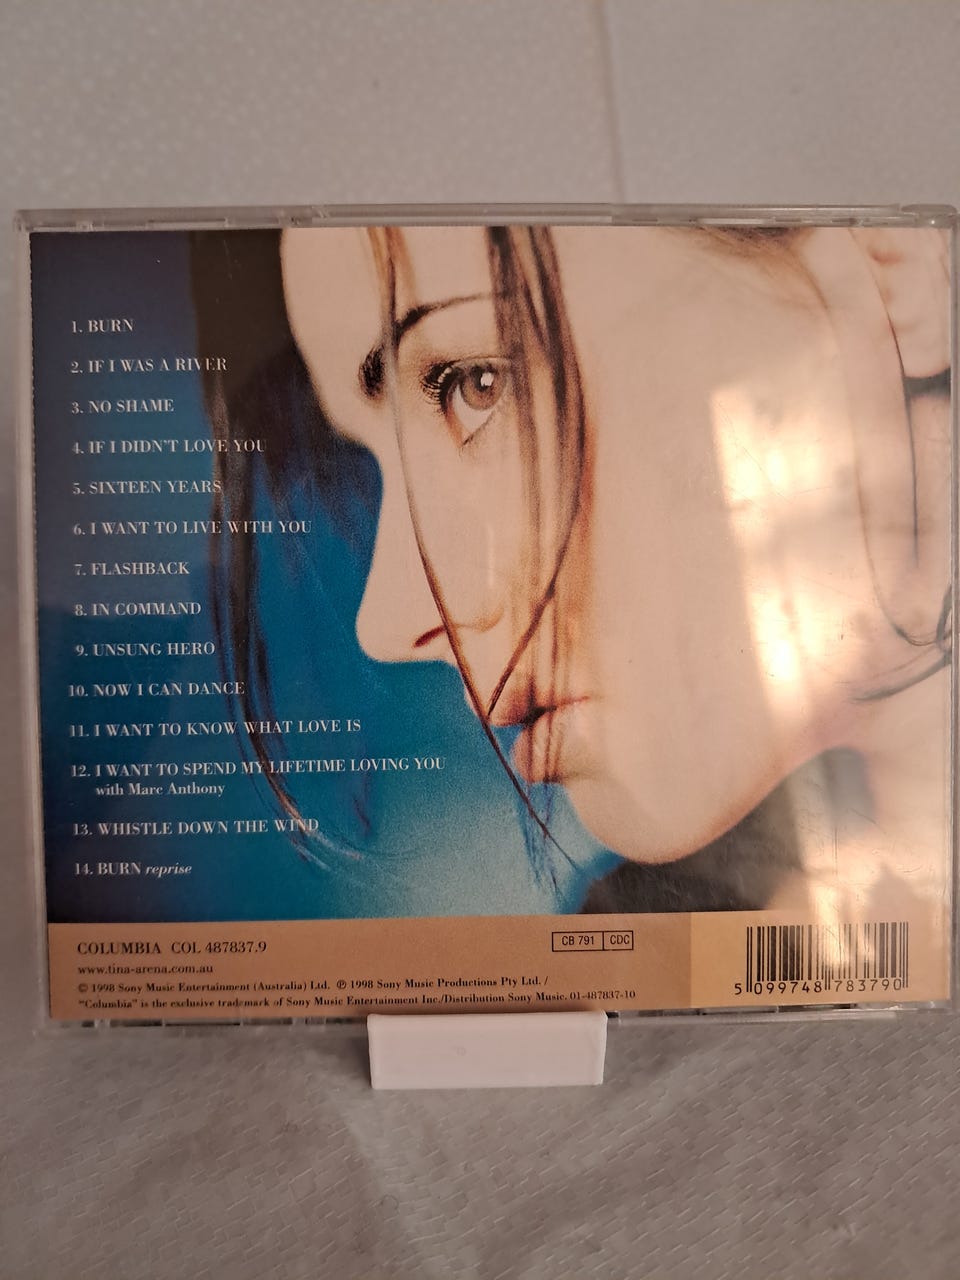 1. BURN
2. IF I WAS A RIVER
3. NO SHAME
4. IF I DIDN'T LOVE YOU
5. SIXTEEN YEARS
6. I WANT TO LIVE WITH YOU
7. FLASHBACK
8. IN COMMAND
9. UNSUNG HERO
10. NOW I CAN DANCE
11. I WANT TO KNOW WHAT LOVE IS
12. I WANT TO SPEND MY LIFETIME LOVING YOU
with Marc Anthony
13. WHISTLE DOWN THE WIND
14. BURN reprise
COLUMBIA COL 487837.9
CB 791 CDC
www.tina-arena.com.au
© 1998 Sony Music Entertainment (Australia) Ltd. ℗ 1998 Sony Music Productions Pty Ltd. /
"Columbia" is the exclusive trademark of Sony Music Entertainment Inc./Distribution Sony Music. 01-487837-10
5 099748 783790